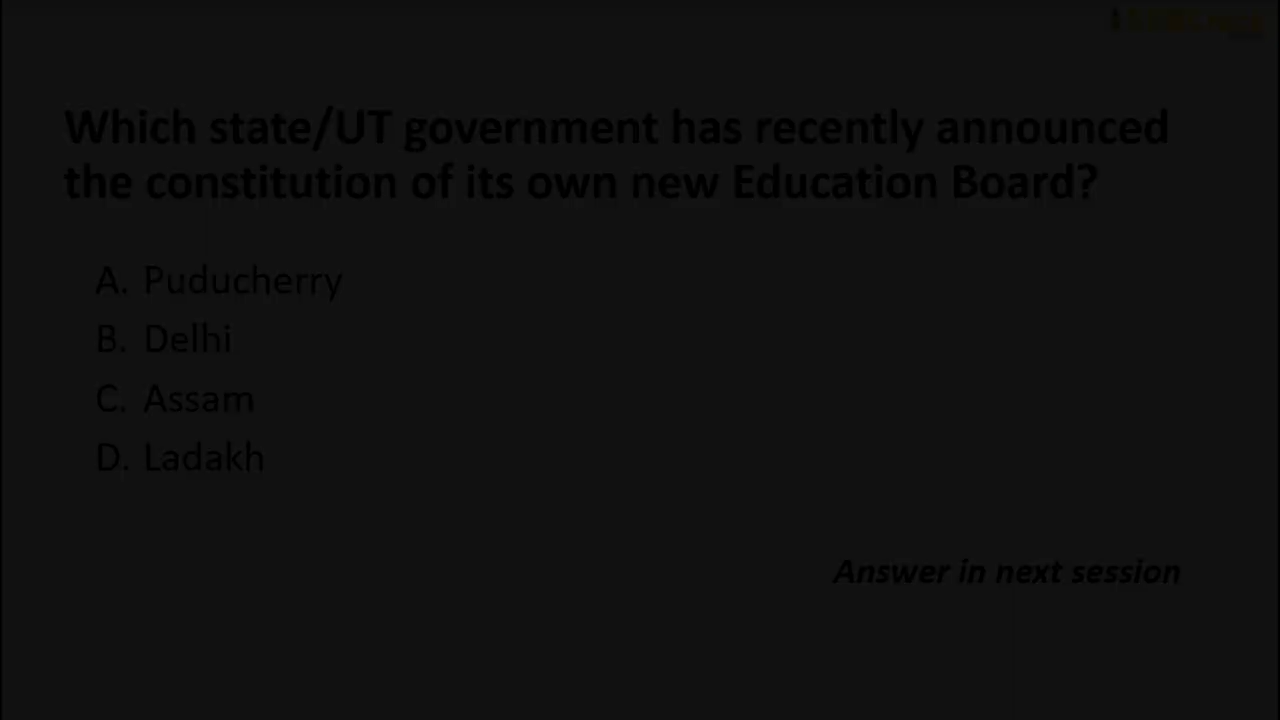 Which state/UT government has recently announced
the constitution of its own new Education Board?
A. Puducherry
B. Delhi
C. Assam
D. Ladakh
Answer in next session